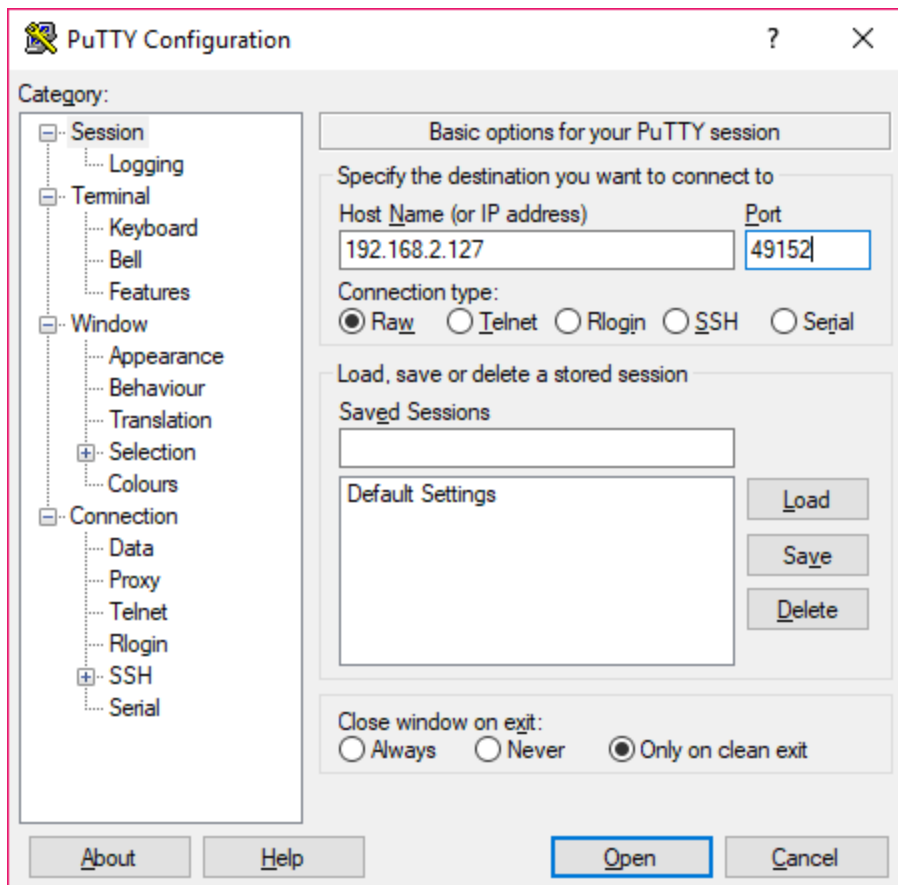 PuTTY Configuration
?
Category:
Session
Logging
Terminal
Keyboard
Bell
Features
Window
Appearance
Behaviour
Translation
Selection
Colours
Connection
Data
Proxy
Telnet
Rlogin
SSH
Serial
Basic options for your PuTTY session
Specify the destination you want to connect to
Host Name (or IP address) Port
192.168.2.127 49152
Connection type:
Raw Telnet Rlogin SSH Serial
Load, save or delete a stored session
Saved Sessions
Default Settings
Load
Save
Delete
Close window on exit:
Always Never Only on clean exit
About Help Open Cancel